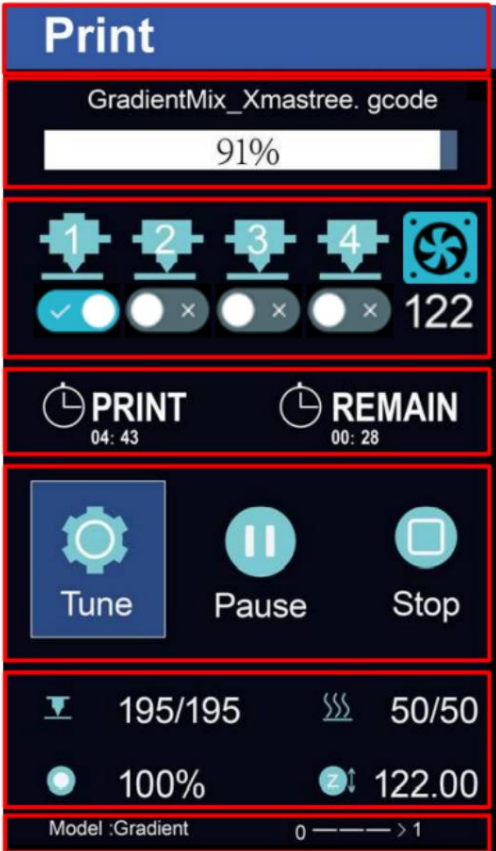 Print
GradientMix_Xmastree. gcode
91%
1 2 3 4
122
PRINT REMAIN
04: 43 00: 28
Tune Pause Stop
195/195 50/50
100% Z 122.00
Model :Gradient 0 ———> 1